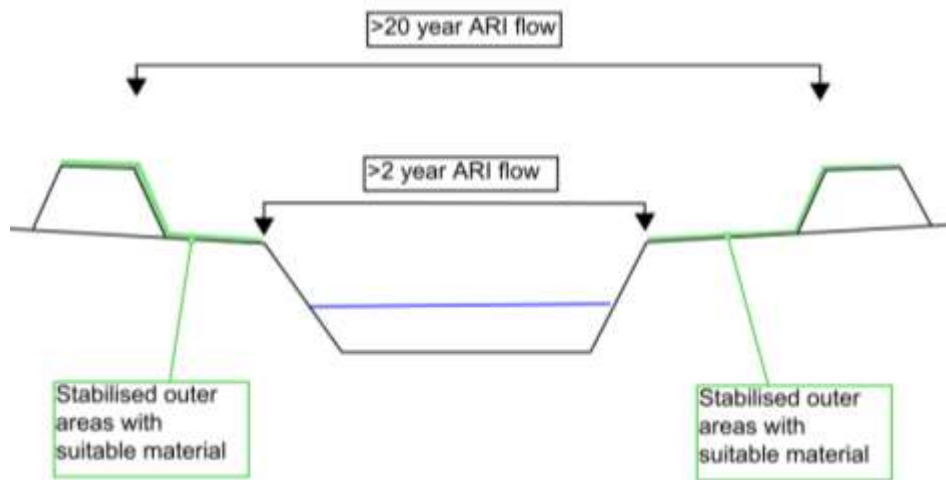 >20 year ARI flow
>2 year ARI flow
Stabilised outer
areas with
suitable material
Stabilised outer
areas with
suitable material